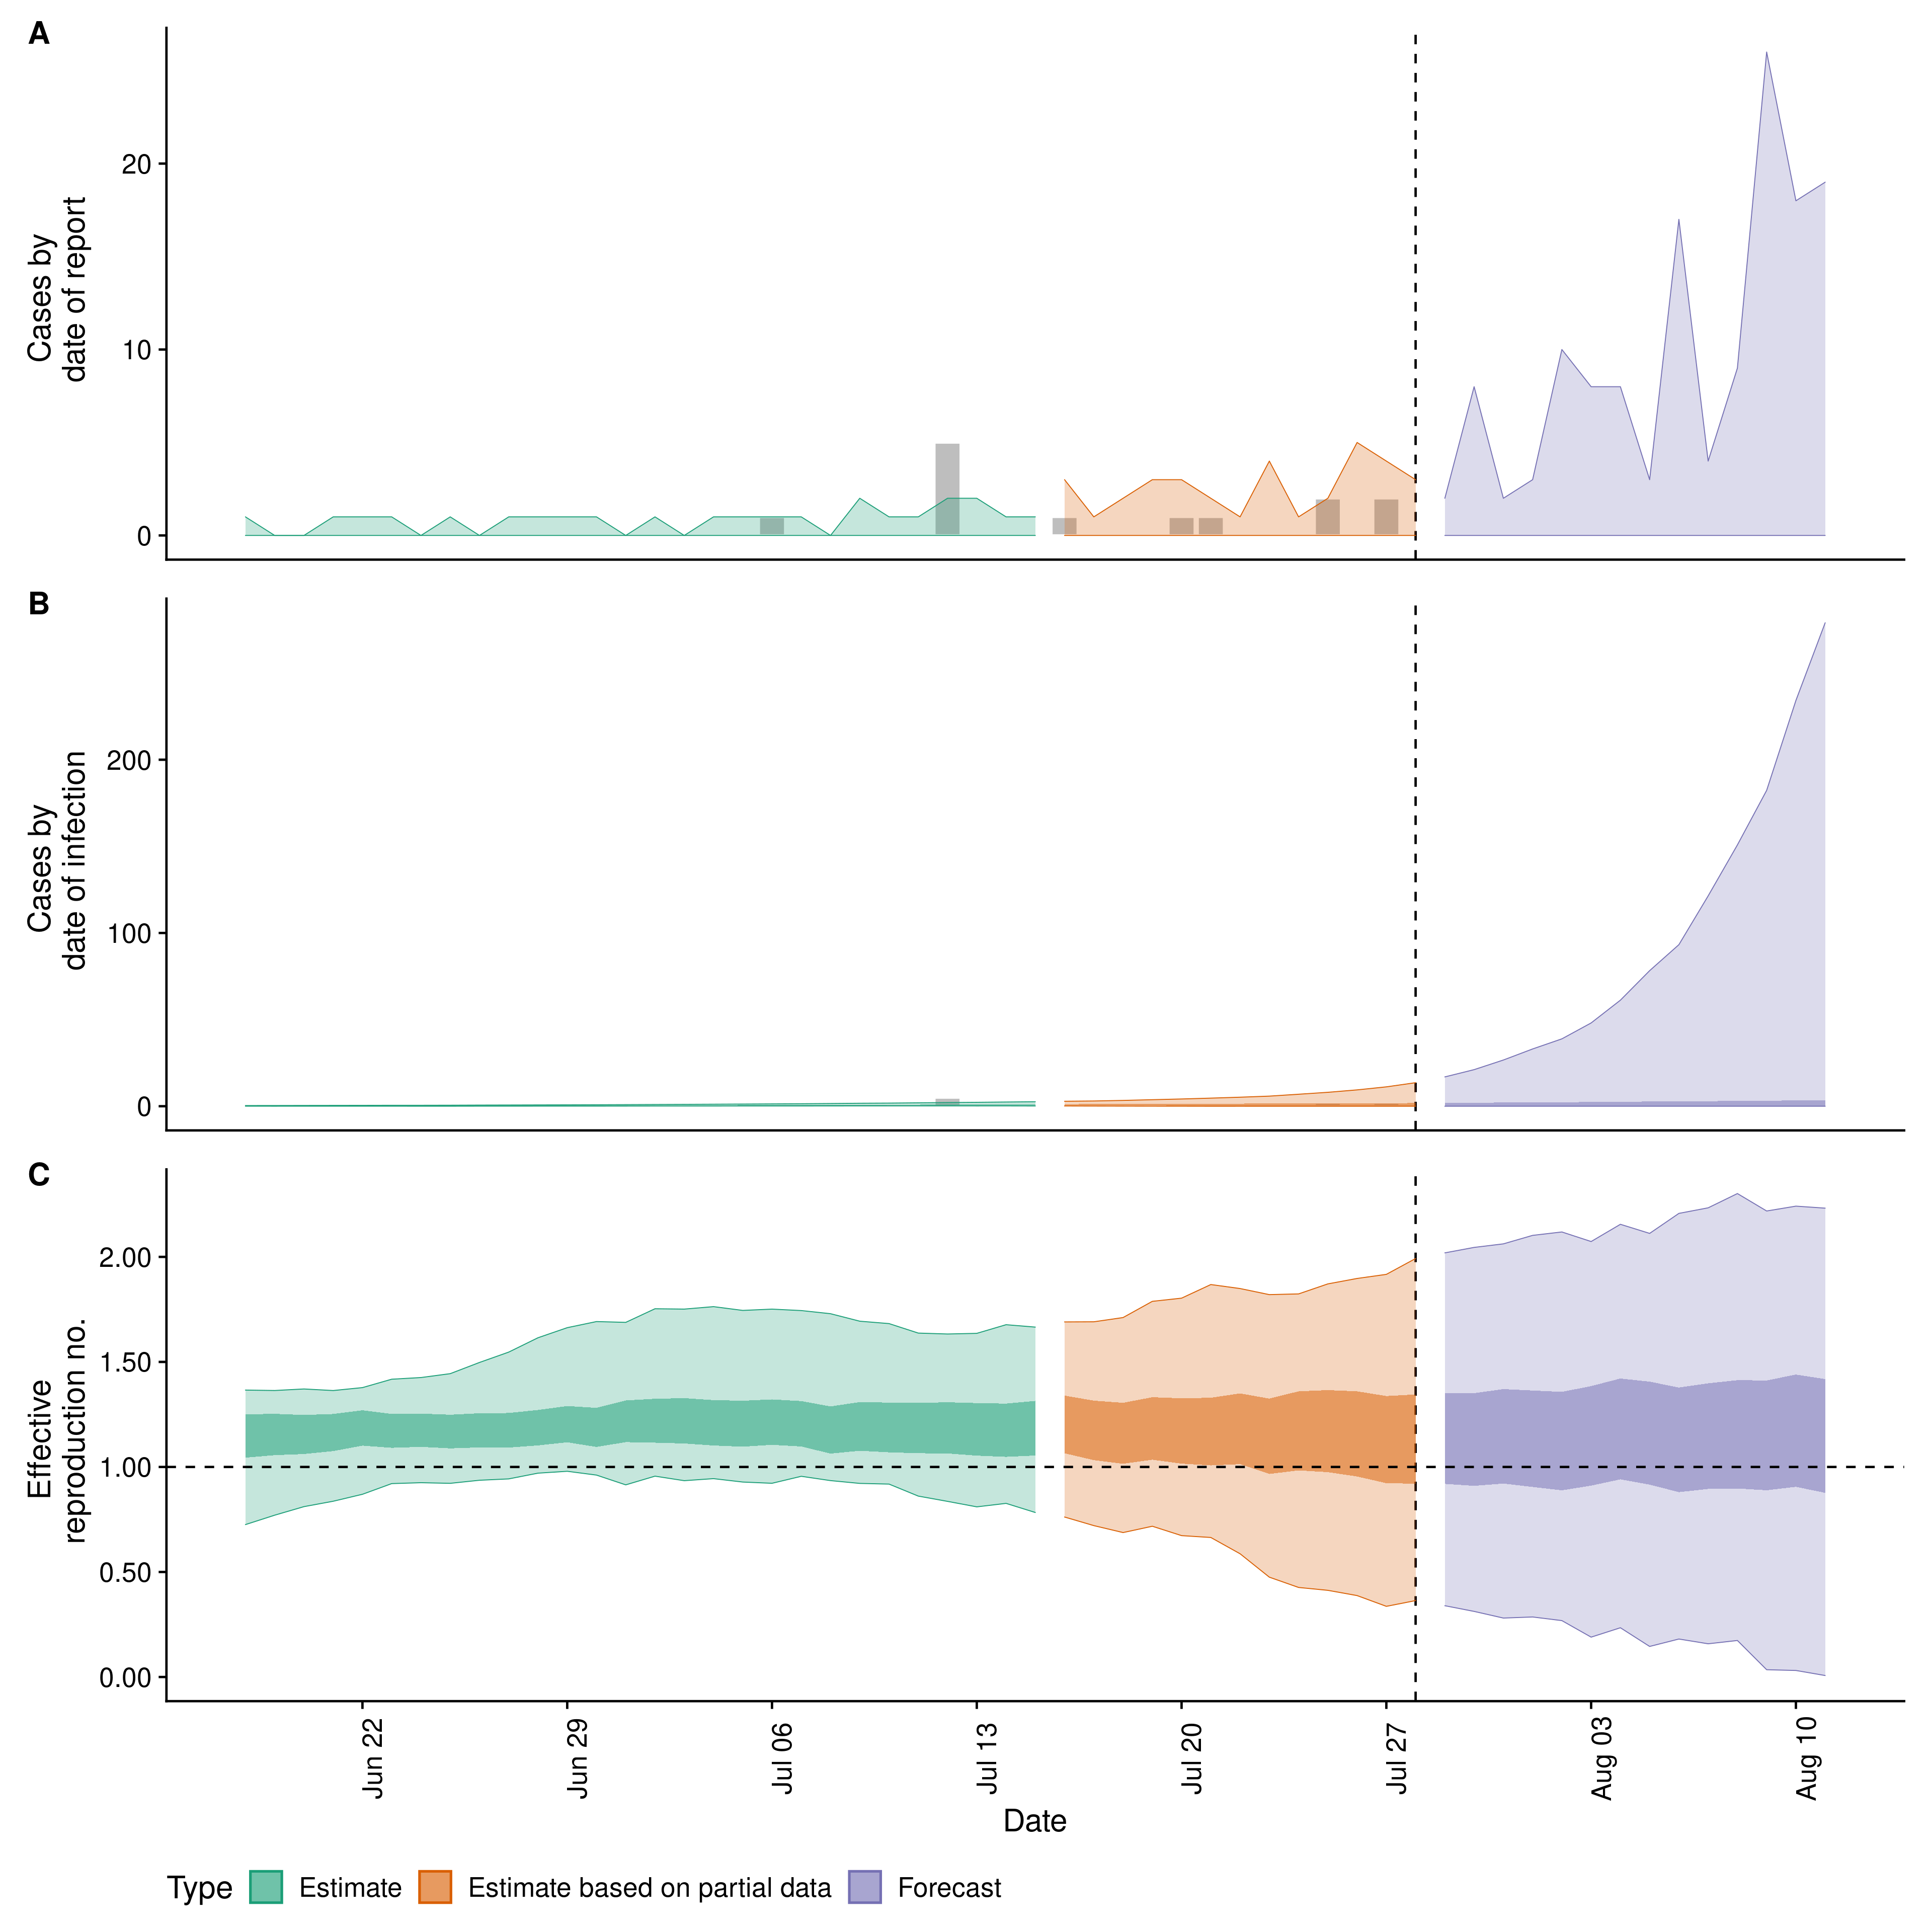 A
Cases by
date of report
20
10
0
B
Cases by
date of infection
200
100
0
C
Effective
reproduction no.
2.00
1.50
1.00
0.50
0.00
Jun 22
Jun 29
Jul 06
Jul 13
Jul 20
Jul 27
Aug 03
Aug 10
Date
Type Estimate Estimate based on partial data Forecast